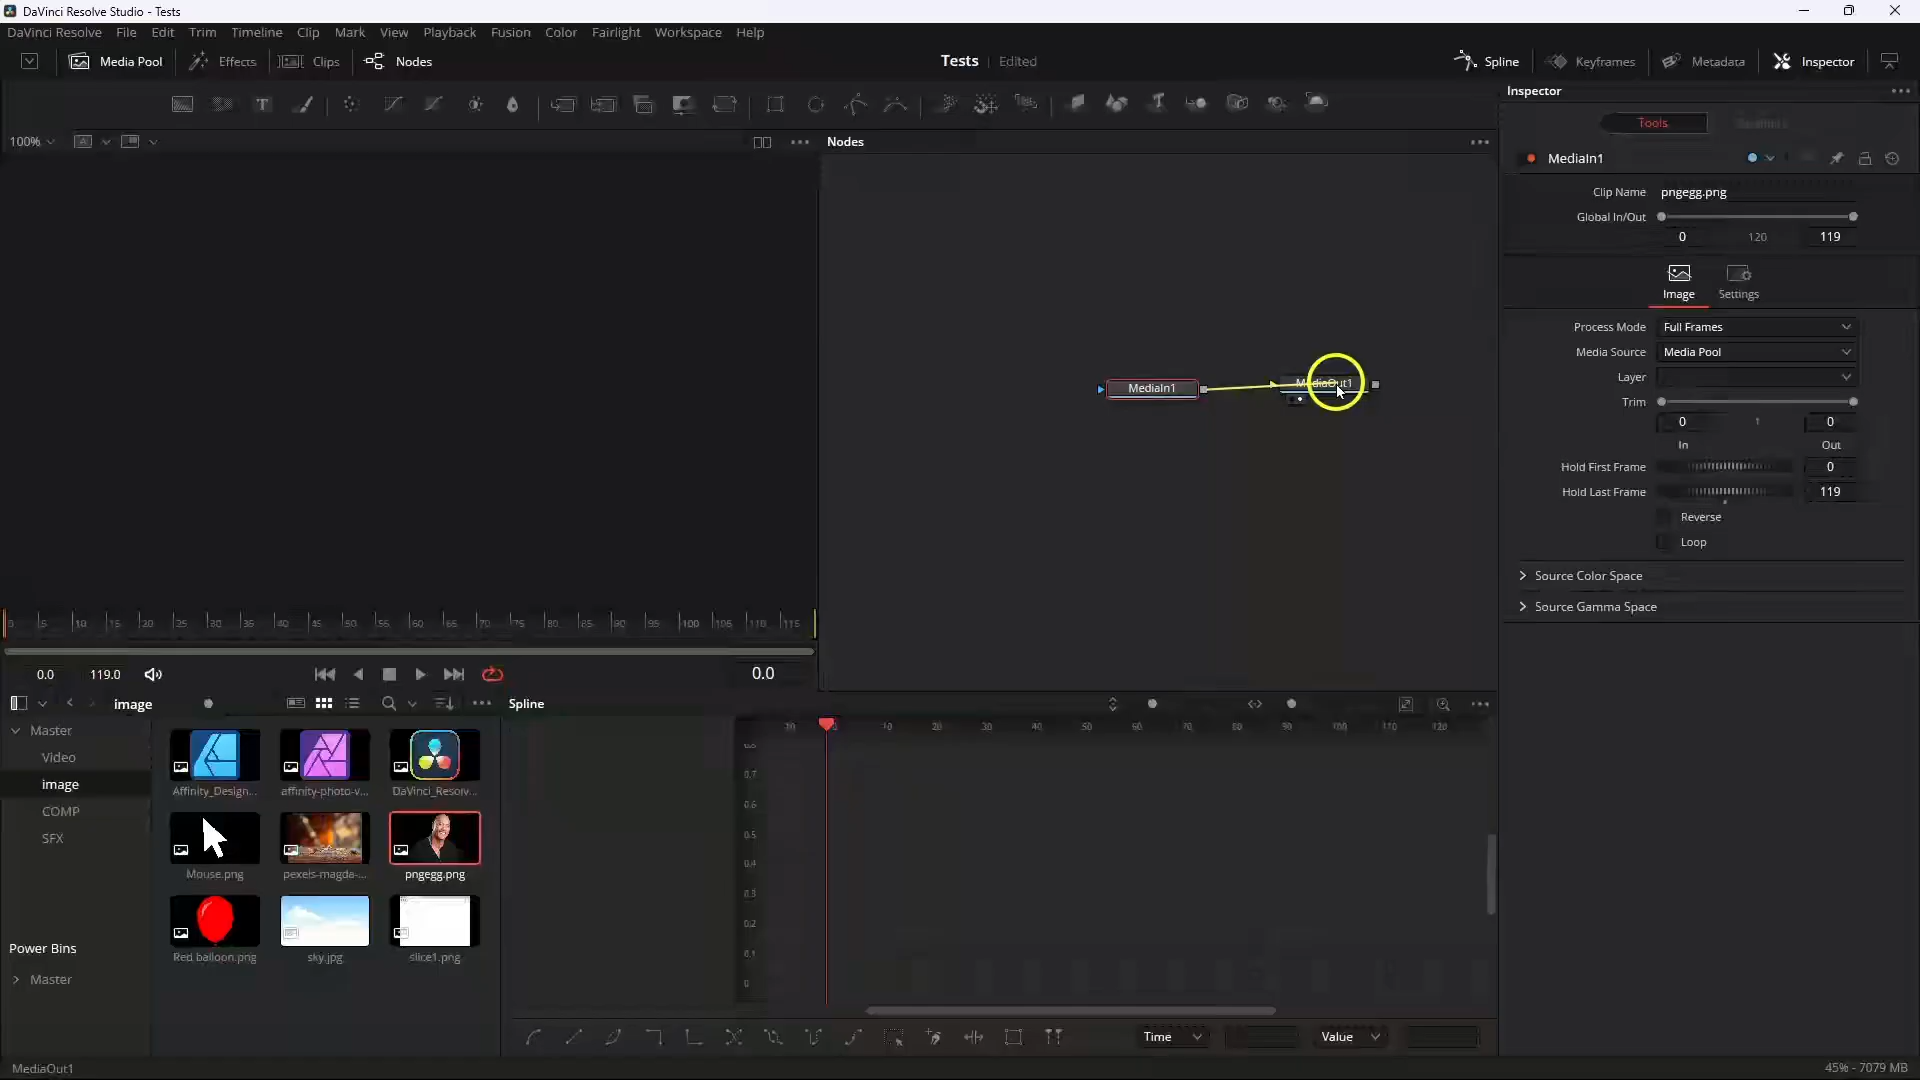 DaVinci Resolve Studio - Tests
DaVinci Resolve File Edit Trim Timeline Clip Mark View Playback Fusion Color Fairlight Workspace Help
Media Pool Effects Clips Nodes
Tests Edited
Spline Keyframes Metadata Inspector
Inspector
T
Tools
100%
Nodes
MediaIn1
Clip Name pngegg.png
Global In/Out
0 120 119
Image Settings
Process Mode Full Frames
Media Source Media Pool
Layer
Trim
0 0
In Out
Hold First Frame 0
Hold Last Frame 119
Reverse
Loop
Source Color Space
Source Gamma Space
MediaIn1
MediaOut1
0 5 10 15 20 25 30 35 40 45 50 55 60 65 70 75 80 85 90 95 100 105 110 115
0.0 119.0 0.0
image
Spline
Master
Video
image
COMP
SFX
Power Bins
Master
Affinity_Design... affinity-photo-v... DaVinci_Resolv...
Mouse.png pexels-magda-... pngegg.png
Red balloon.png sky.jpg slice1.png
10 20 30 40 50 60 70 80 90 100 110 120
0.7
0.6
0.5
0.4
0.3
0.2
0.1
0
Time Value
MediaOut1
45% - 7079 MB